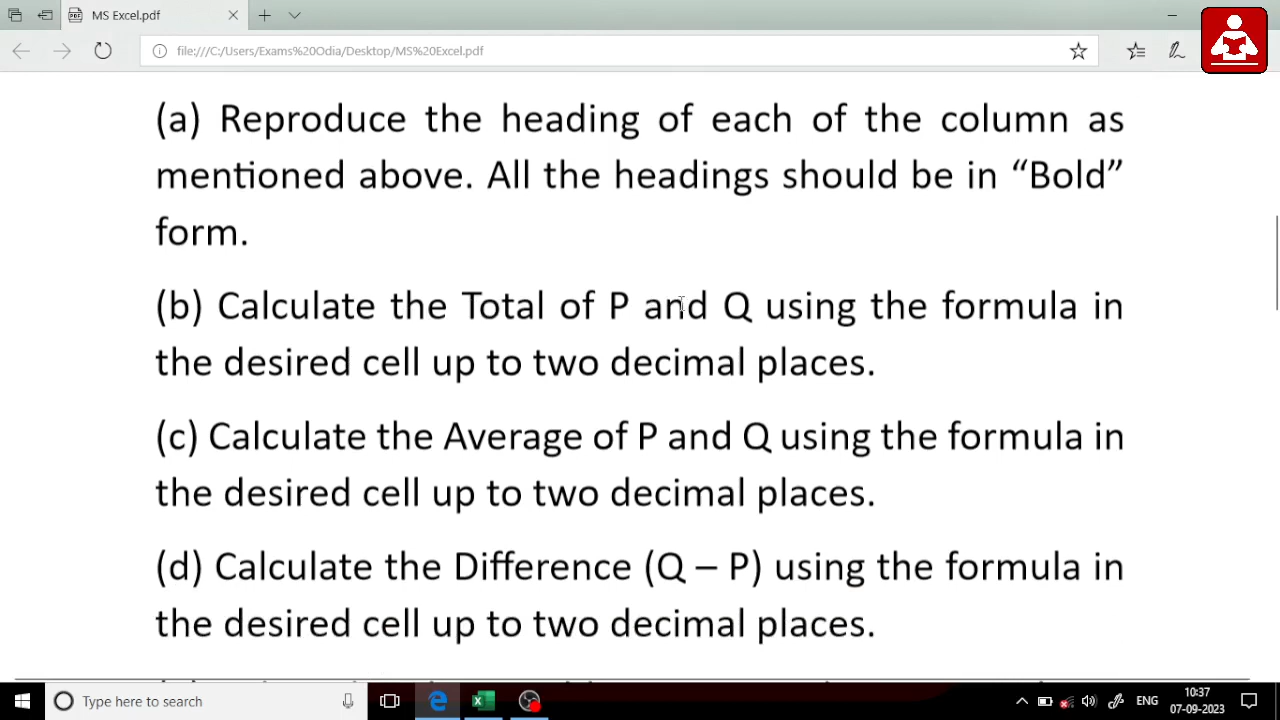 MS Excel.pdf
file:///C:/Users/Exams%20Odia/Desktop/MS%20Excel.pdf
(a) Reproduce the heading of each of the column as
mentioned above. All the headings should be in “Bold”
form.
(b) Calculate the Total of P and Q using the formula in
the desired cell up to two decimal places.
(c) Calculate the Average of P and Q using the formula in
the desired cell up to two decimal places.
(d) Calculate the Difference (Q – P) using the formula in
the desired cell up to two decimal places.
Type here to search
ENG
10:37
07-09-2023